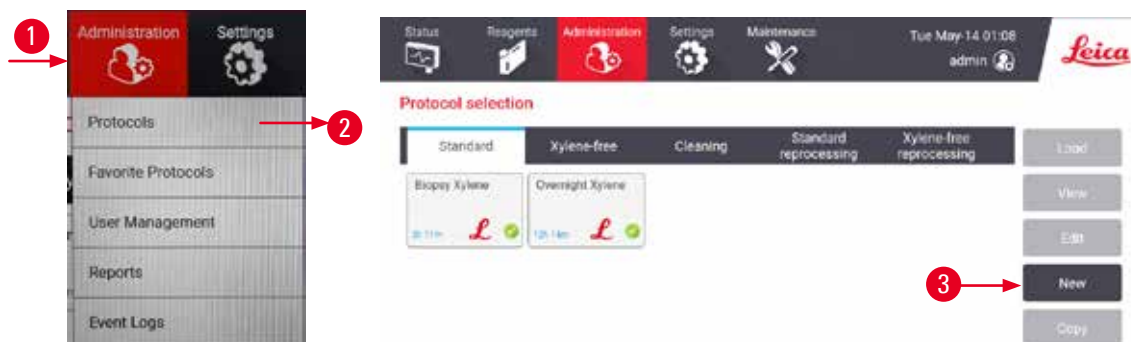 1
Administration
Settings
Protocols
2
Favorite Protocols
User Management
Reports
Event Logs
Status
Reagents
Administration
Settings
Maintenance
Tue May-14 01:08
admin
Leica
Protocol selection
Standard
Xylene-free
Cleaning
Standard
reprocessing
Xylene-free
reprocessing
Biopsy Xylene
Overnight Xylene
L
L
Load
View
Edit
3
New
Copy